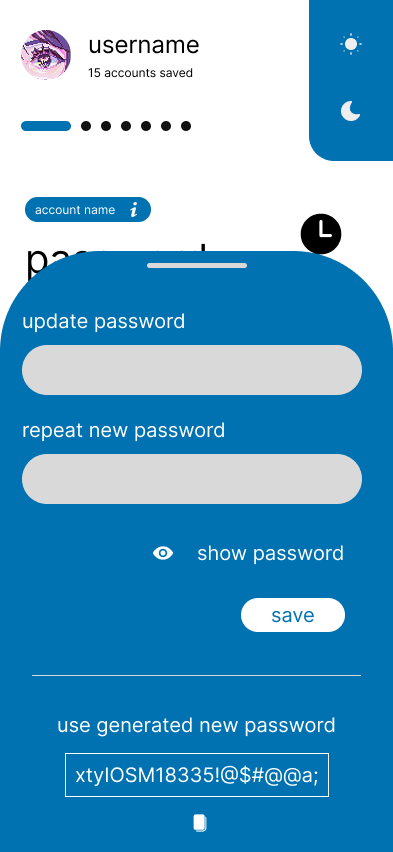 username
15 accounts saved
account name i
password
update password
repeat new password
show password
save
use generated new password
xtyIOSM18335!@$#@@a;